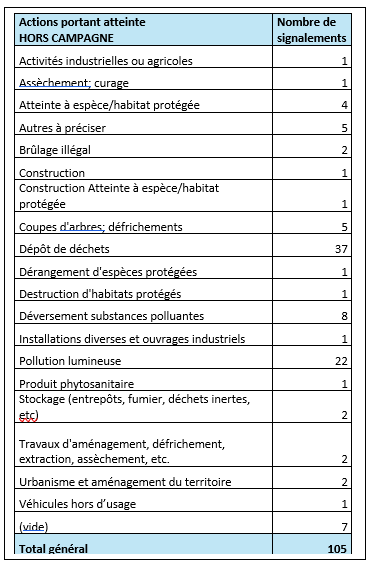 Actions portant atteinte Nombre de
HORS CAMPAGNE signalements
Activités industrielles ou agricoles 1
Assèchement; curage 1
Atteinte à espèce/habitat protégée 4
Autres à préciser 5
Brûlage illégal 2
Construction 1
Construction Atteinte à espèce/habitat
protégée 1
Coupes d'arbres; défrichements 5
Dépôt de déchets 37
Dérangement d'espèces protégées 1
Destruction d'habitats protégés 1
Déversement substances polluantes 8
Installations diverses et ouvrages industriels 1
Pollution lumineuse 22
Produit phytosanitaire 1
Stockage (entrepôts, fumier, déchets inertes,
etc) 2
Travaux d'aménagement, défrichement,
extraction, assèchement, etc. 2
Urbanisme et aménagement du territoire 2
Véhicules hors d’usage 1
(vide) 7
Total général 105